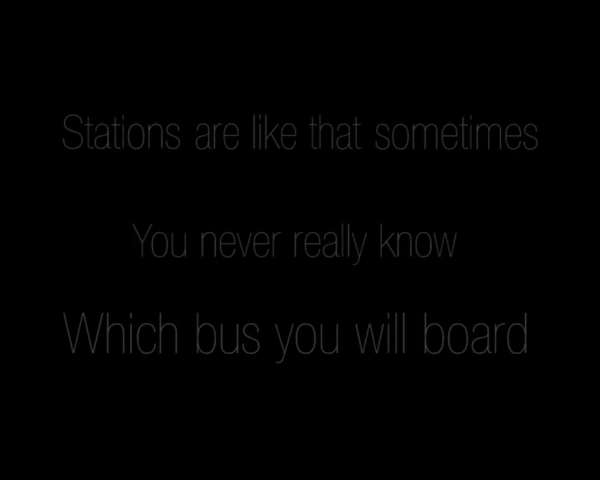 Stations are like that sometimes
You never really know
Which bus you will board